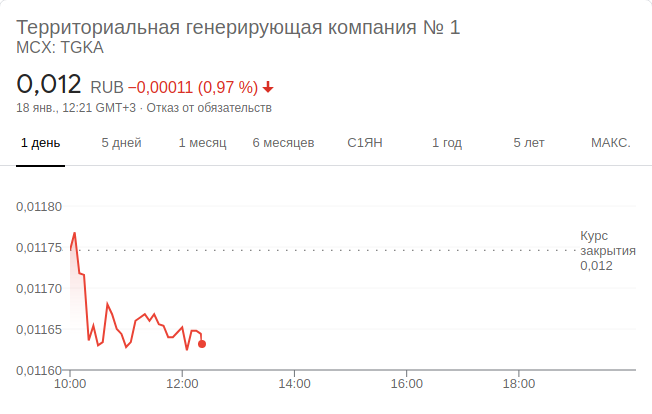 Территориальная генерирующая компания № 1
MCX: TGKA
0,012 RUB −0,00011 (0,97 %)
18 янв., 12:21 GMT+3 · Отказ от обязательств
1 день 5 дней 1 месяц 6 месяцев С1ЯН 1 год 5 лет МАКС.
0,01180
0,01175
0,01170
0,01165
0,01160
Курс
закрытия
0,012
10:00 12:00 14:00 16:00 18:00